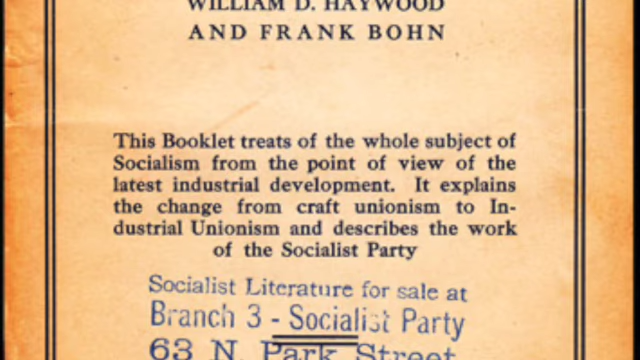 WILLIAM D. HAYWOOD
AND FRANK BOHN
This Booklet treats of the whole subject of
Socialism from the point of view of the
latest industrial development. It explains
the change from craft unionism to In-
dustrial Unionism and describes the work
of the Socialist Party
Socialist Literature for sale at
Branch 3 - Socialist Party
63 N. Park Street